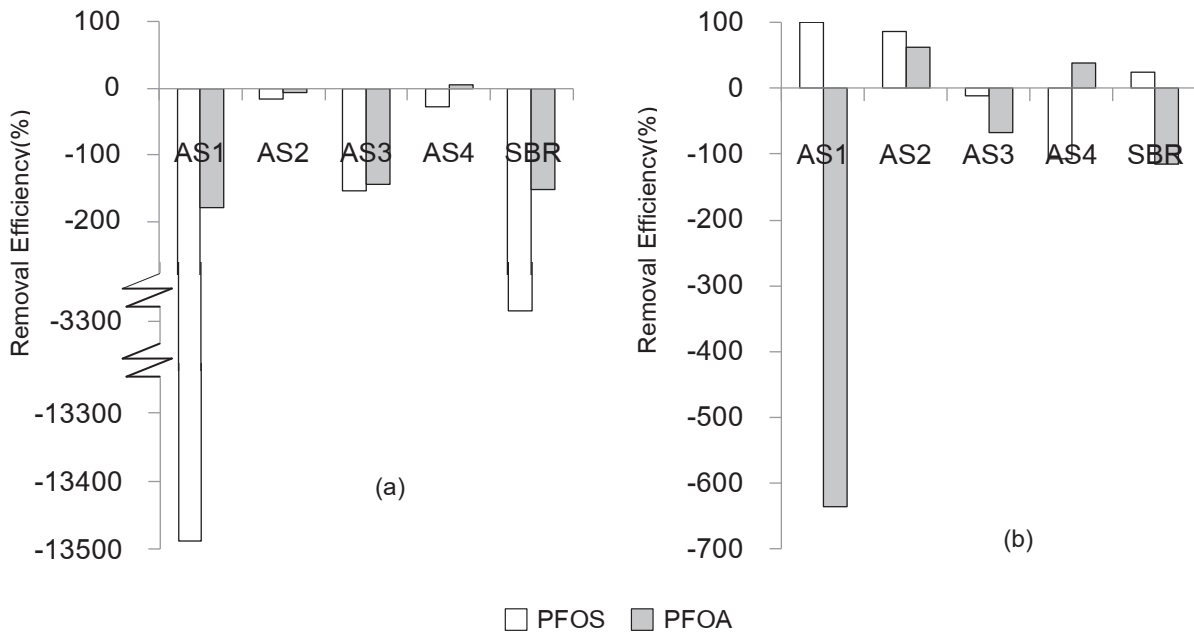 Removal Efficiency(%)
100
0
-100
-200
-3300
-13300
-13400
-13500
AS1 AS2 AS3 AS4 SBR
(a)
Removal Efficiency(%)
100
0
-100
-200
-300
-400
-500
-600
-700
AS1 AS2 AS3 AS4 SBR
(b)
PFOS PFOA